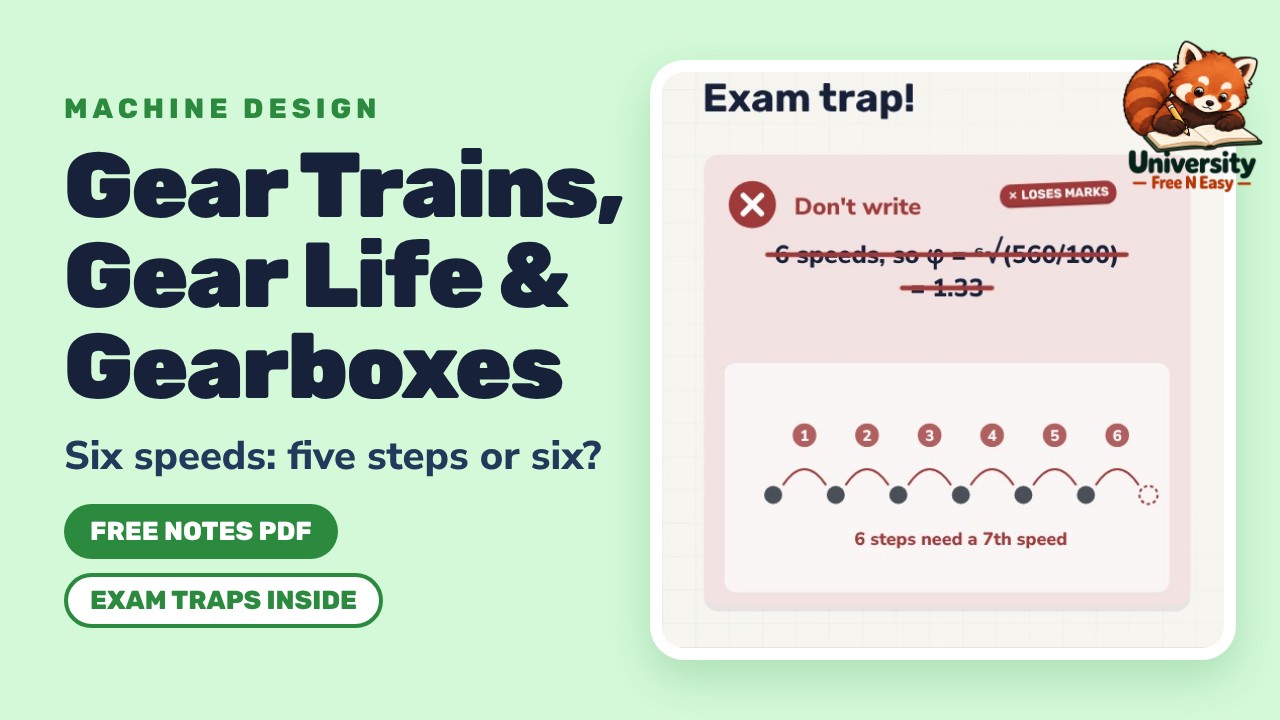 MACHINE DESIGN
Gear Trains,
Gear Life &
Gearboxes
Six speeds: five steps or six?
FREE NOTES PDF
EXAM TRAPS INSIDE
Exam trap!
Don't write
× LOSES MARKS
6 speeds, so φ = ⁶√(560/100)
= 1.33
1 2 3 4 5 6
6 steps need a 7th speed
University
Free N Easy